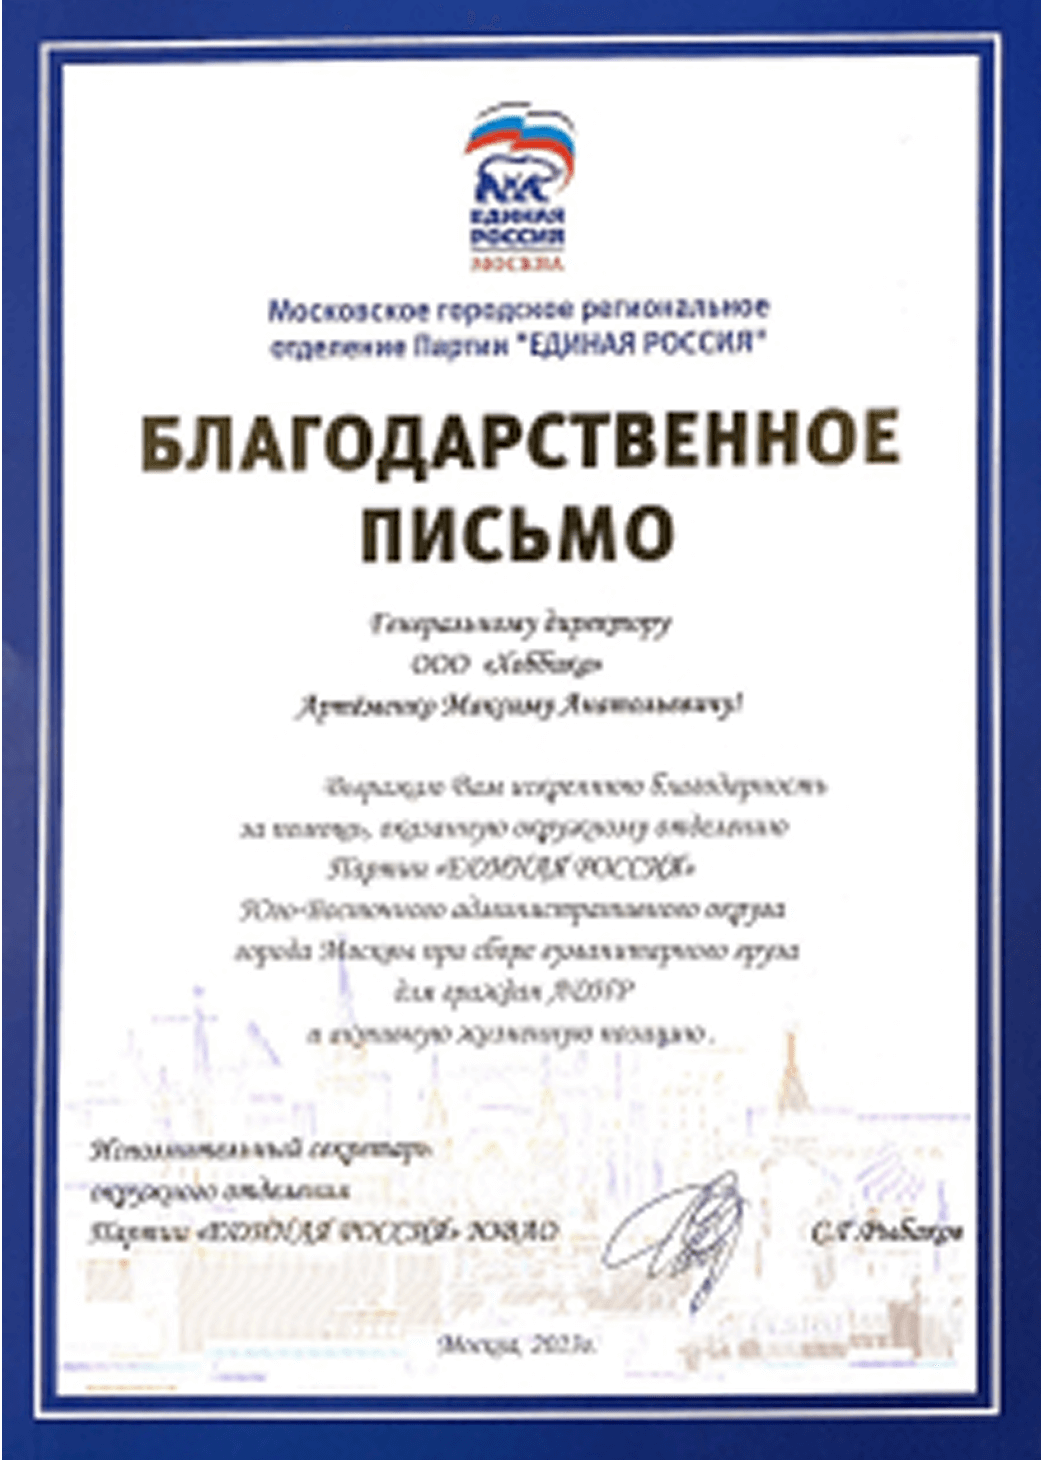 ЕДИНАЯ
РОССИЯ
МОСКВА
Московское городское региональное
отделение Партии "ЕДИНАЯ РОССИЯ"
БЛАГОДАРСТВЕННОЕ
ПИСЬМО
Генеральному директору
ООО «Хоббика»
Артёменко Максиму Анатольевичу!
Выражаю Вам искреннюю благодарность
за помощь, оказанную окружному отделению
Партии «ЕДИНАЯ РОССИЯ»
Юго-Восточного административного округа
города Москвы при сборе гуманитарного груза
для граждан
и активную жизненную позицию.
Исполнительный секретарь
окружного отделения
Партии «ЕДИНАЯ РОССИЯ» ЮВАО
С.Г.Рыбаков
Москва, 2023г.